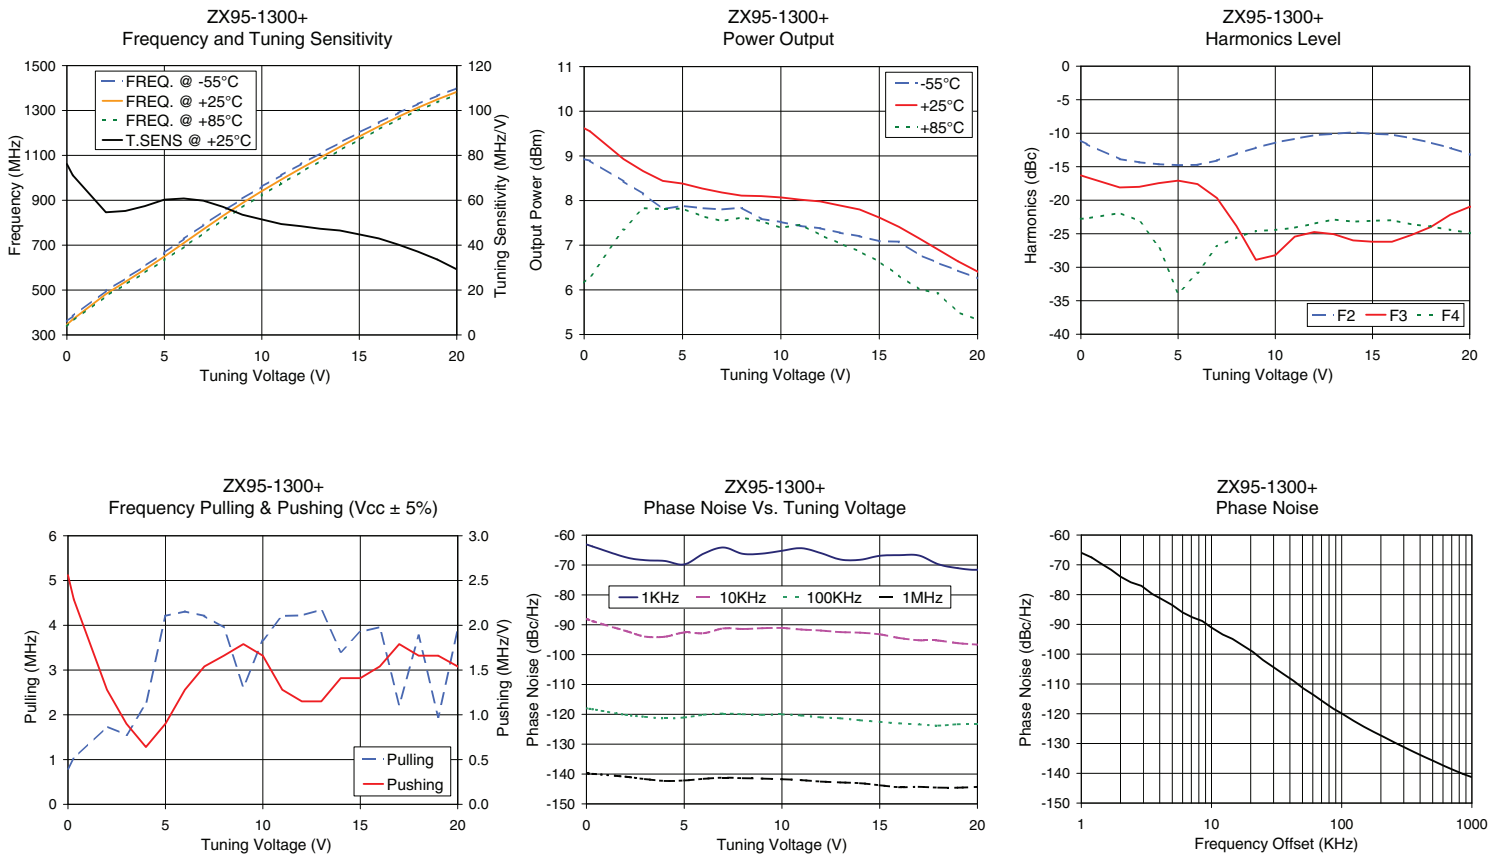 ZX95-1300+
Frequency and Tuning Sensitivity
1500
1300
1100
900
700
500
300
120
100
80
60
40
20
0
FREQ. @ -55°C
FREQ. @ +25°C
FREQ. @ +85°C
T.SENS @ +25°C
Frequency (MHz)
Tuning Sensitivity (MHz/V)
0 5 10 15 20
Tuning Voltage (V)
ZX95-1300+
Power Output
11
10
9
8
7
6
5
-55°C
+25°C
+85°C
Output Power (dBm)
0 5 10 15 20
Tuning Voltage (V)
ZX95-1300+
Harmonics Level
0
-5
-10
-15
-20
-25
-30
-35
-40
Harmonics (dBc)
F2 F3 F4
0 5 10 15 20
Tuning Voltage (V)
ZX95-1300+
Frequency Pulling & Pushing (Vcc ± 5%)
6
5
4
3
2
1
0
3.0
2.5
2.0
1.5
1.0
0.5
0.0
Pulling (MHz)
Pushing (MHz/V)
Pulling
Pushing
0 5 10 15 20
Tuning Voltage (V)
ZX95-1300+
Phase Noise Vs. Tuning Voltage
-60
-70
-80
-90
-100
-110
-120
-130
-140
-150
1KHz 10KHz 100KHz 1MHz
Phase Noise (dBc/Hz)
0 5 10 15 20
Tuning Voltage (V)
ZX95-1300+
Phase Noise
-60
-70
-80
-90
-100
-110
-120
-130
-140
-150
Phase Noise (dBc/Hz)
1 10 100 1000
Frequency Offset (KHz)